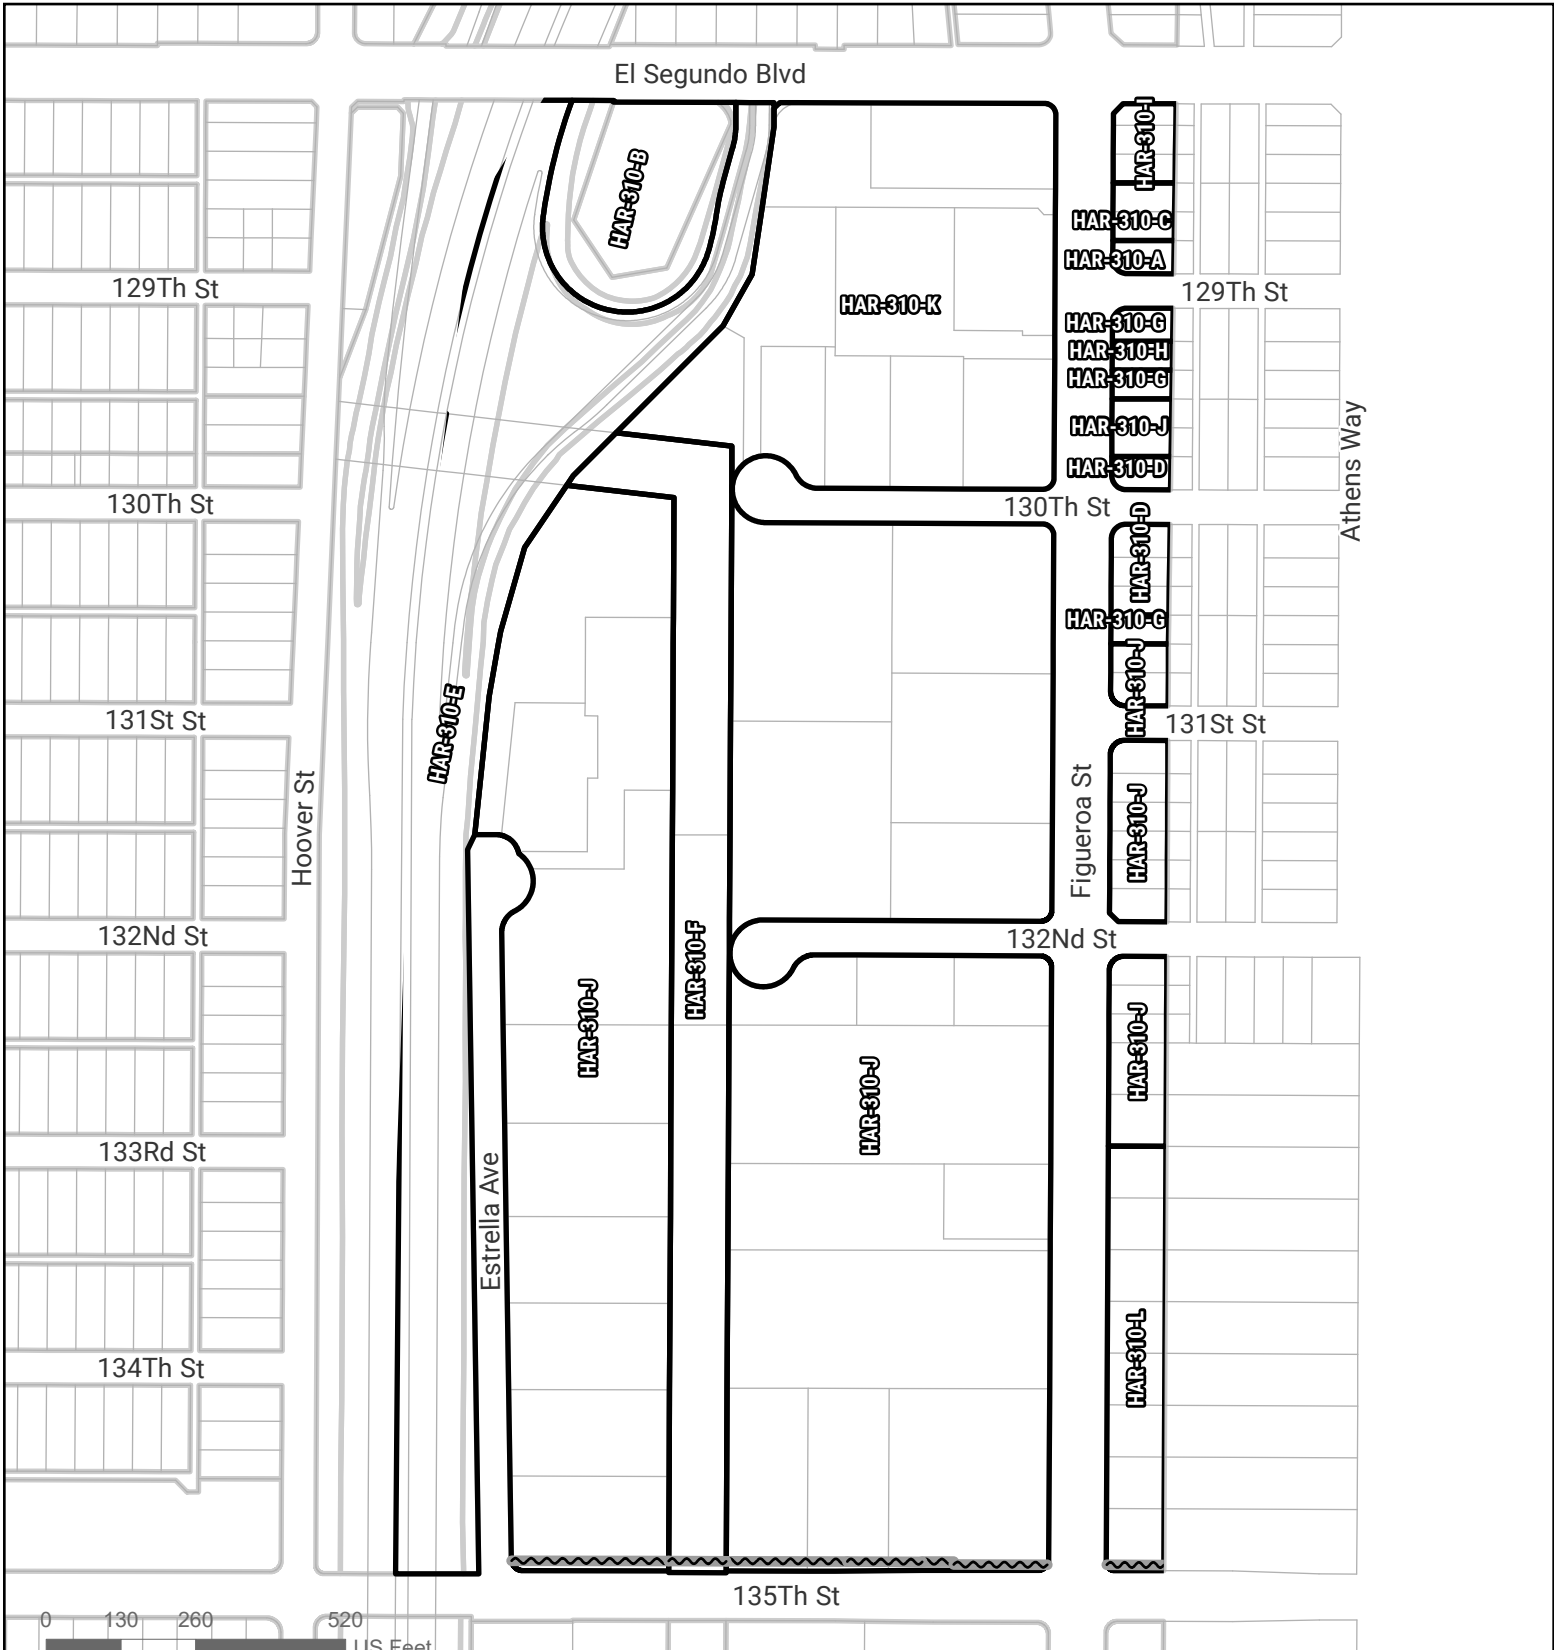 El Segundo Blvd
HAR-310-B
HAR-310-I
HAR-310-C
HAR-310-A
129Th St
129Th St
HAR-310-K
HAR-310-G
HAR-310-H
HAR-310-G
HAR-310-J
HAR-310-D
Athens Way
130Th St
130Th St
HAR-310-D
HAR-310-G
HAR-310-J
HAR-310-E
131St St
131St St
Hoover St
Figueroa St
HAR-310-J
132Nd St
132Nd St
HAR-310-J
HAR-310-F
HAR-310-J
HAR-310-J
133Rd St
Estrella Ave
134Th St
HAR-310-L
135Th St
0 130 260 520
US Feet